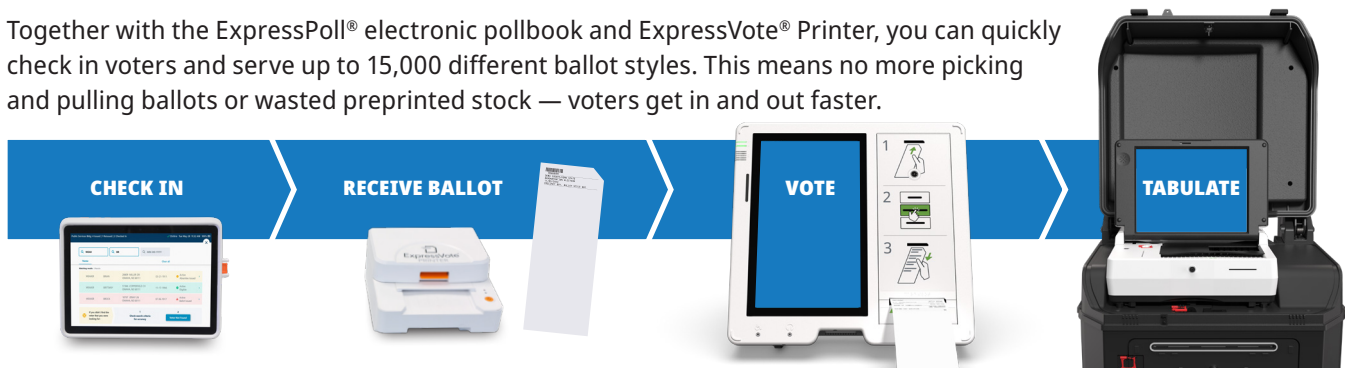 Together with the ExpressPoll® electronic pollbook and ExpressVote® Printer, you can quickly
check in voters and serve up to 15,000 different ballot styles. This means no more picking
and pulling ballots or wasted preprinted stock — voters get in and out faster.
CHECK IN
RECEIVE BALLOT
VOTE
TABULATE
ExpressVote
1
2
3